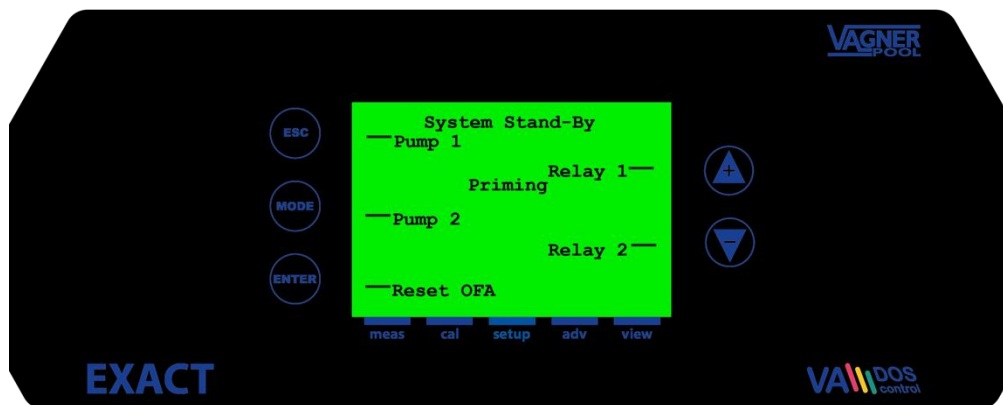 VAGNER
POOL
ESC
System Stand-By
Pump 1
Relay 1
+
Priming
MODE
Pump 2
Relay 2
-
ENTER
Reset OFA
meas cal setup adv view
EXACT
VA DOS
control